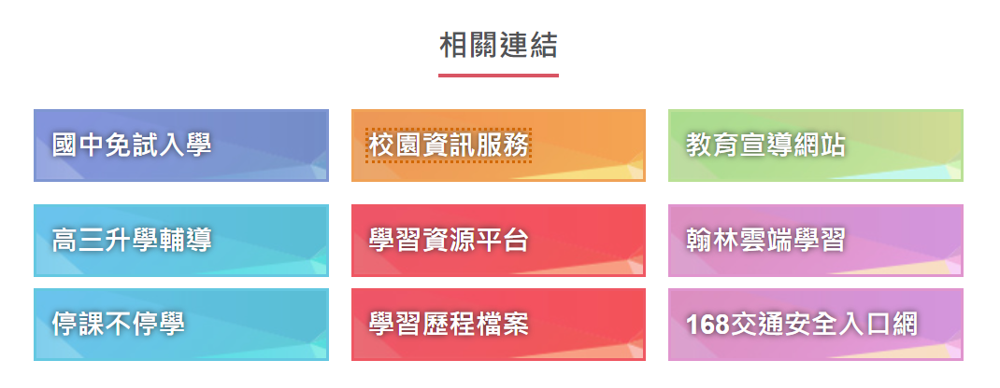 相關連結
國中免試入學
校園資訊服務
教育宣導網站
高三升學輔導
學習資源平台
翰林雲端學習
停課不停學
學習歷程檔案
168交通安全入口網